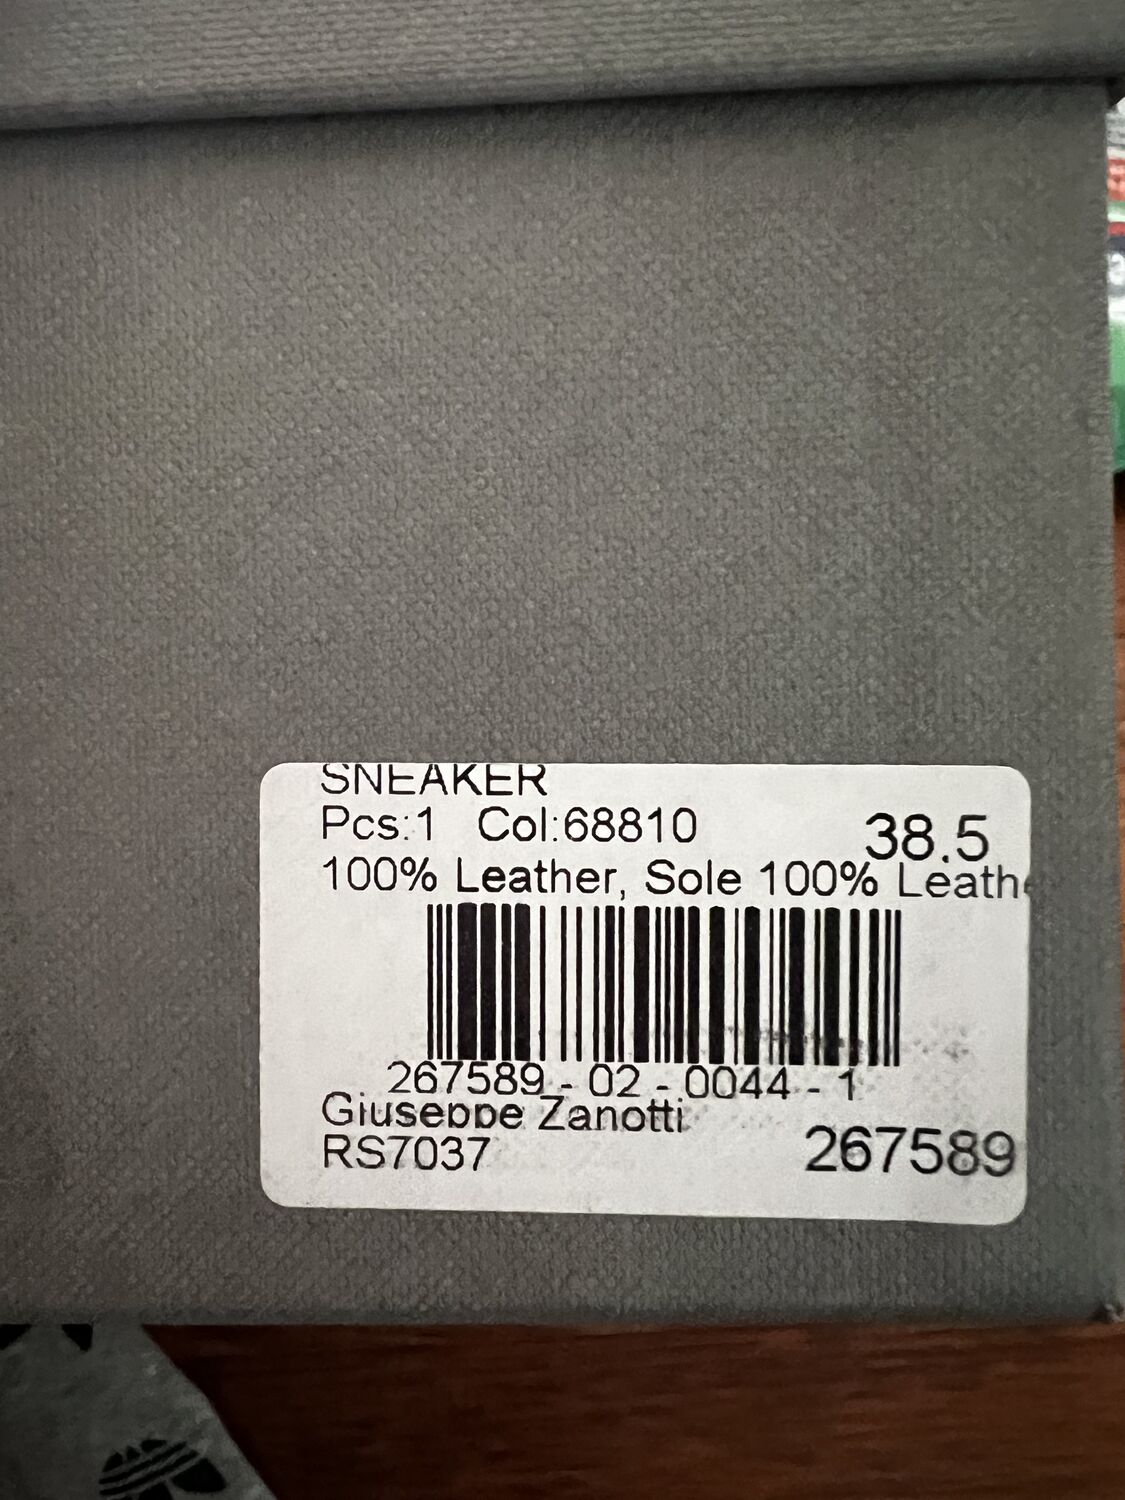 SNEAKER
Pcs:1 Col:68810
38.5
100% Leather, Sole 100% Leathe
267589 - 02 - 0044 - 1
Giuseppe Zanotti
RS7037
267589